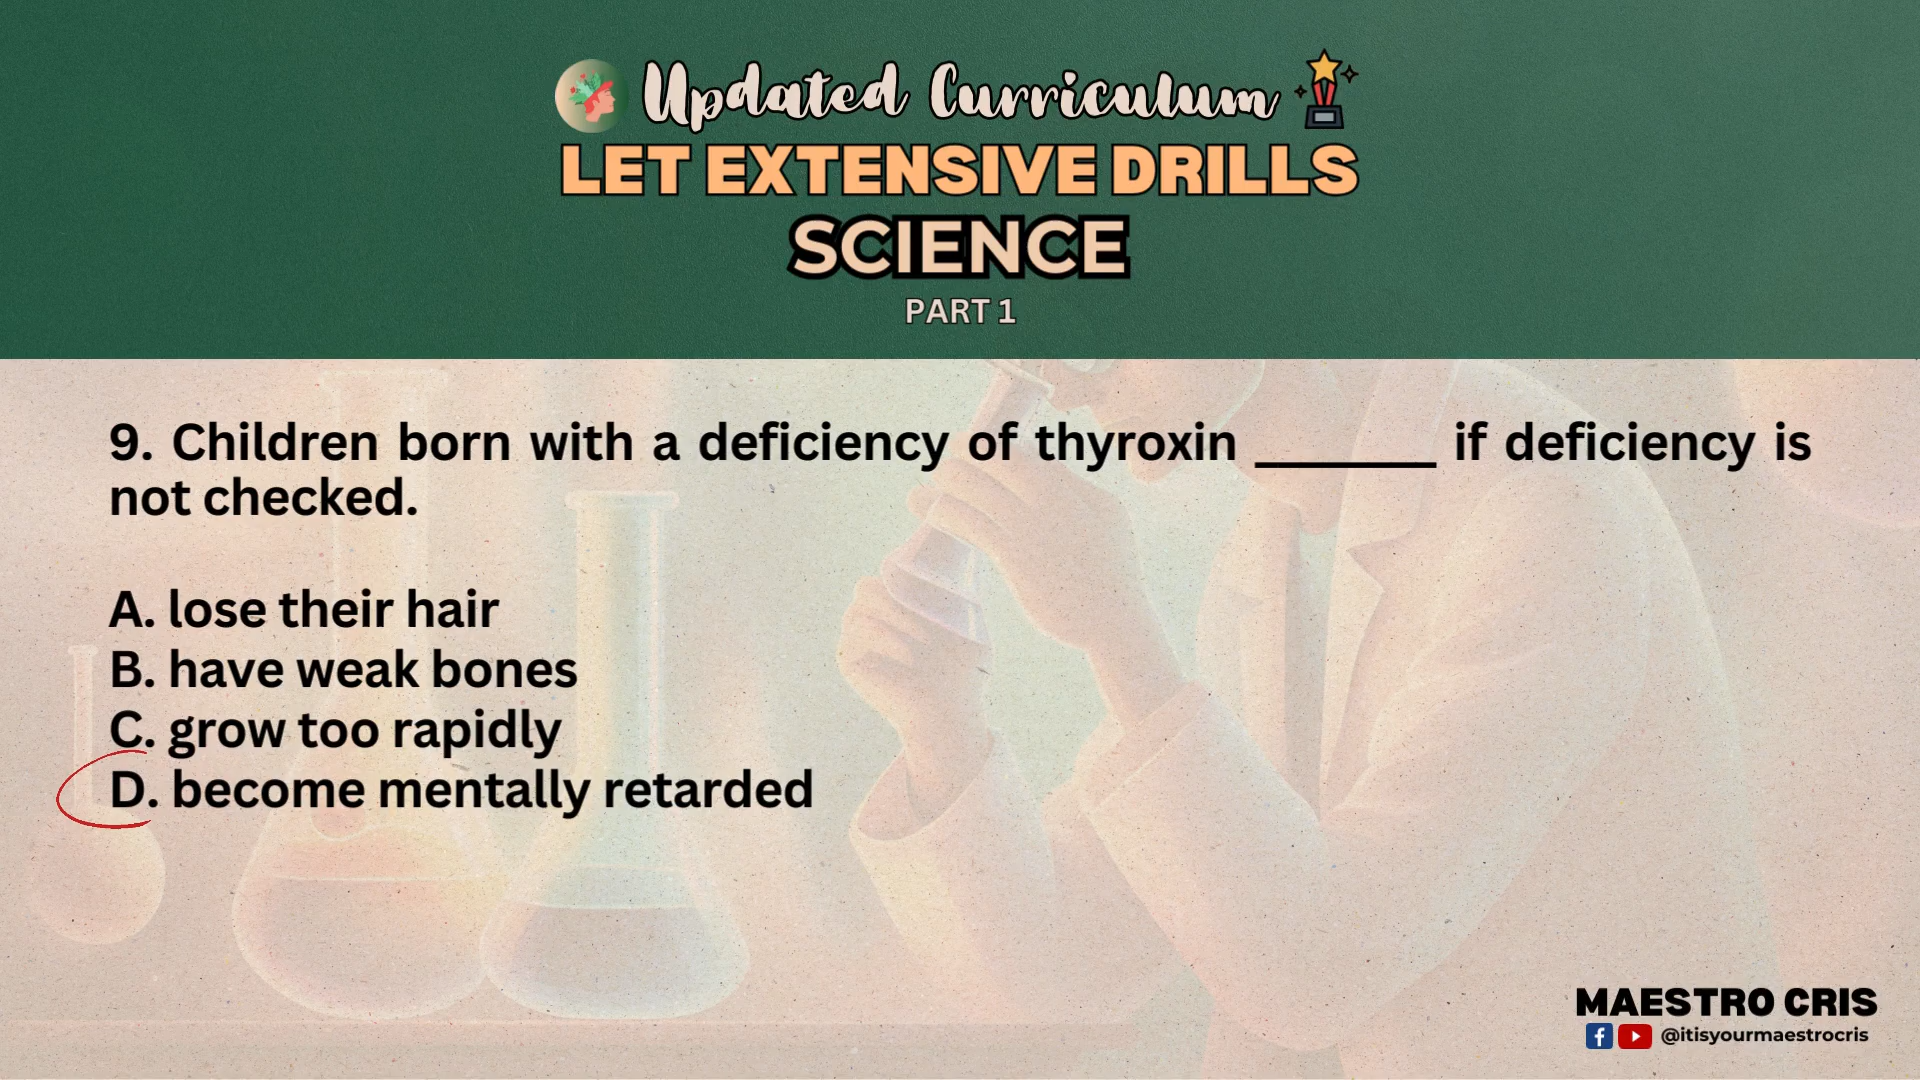 Updated Curriculum
LET EXTENSIVE DRILLS
SCIENCE
PART 1
9. Children born with a deficiency of thyroxin _______ if deficiency is
not checked.
A. lose their hair
B. have weak bones
C. grow too rapidly
D. become mentally retarded
MAESTRO CRIS
@itisyourmaestrocris